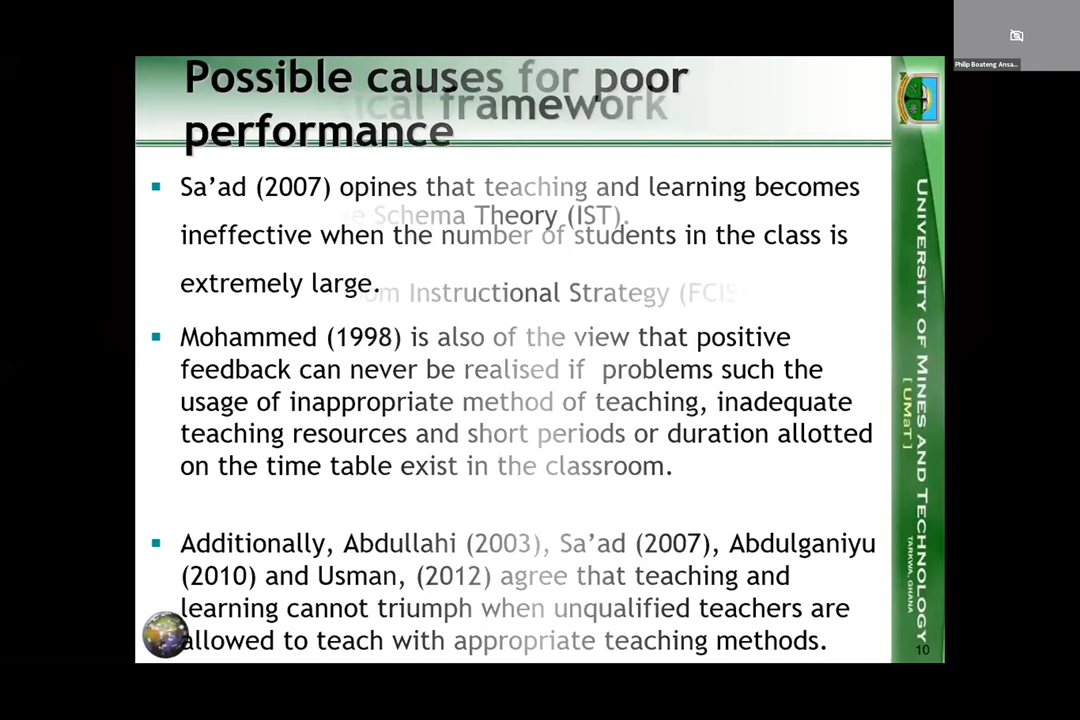 Possible causes for poor
ical framework
performance
Sa’ad (2007) opines that teaching and learning becomes
e Schema Theory (IST).
ineffective when the number of students in the class is
extremely large.
om Instructional Strategy (FCIS
Mohammed (1998) is also of the view that positive
feedback can never be realised if problems such the
usage of inappropriate method of teaching, inadequate
teaching resources and short periods or duration allotted
on the time table exist in the classroom.
Additionally, Abdullahi (2003), Sa’ad (2007), Abdulganiyu
(2010) and Usman, (2012) agree that teaching and
learning cannot triumph when unqualified teachers are
allowed to teach with appropriate teaching methods.
UNIVERSITY OF MINES AND TECHNOLOGY
[ UMaT ]
TARKWA, GHANA
10
Philip Boateng Ansa...